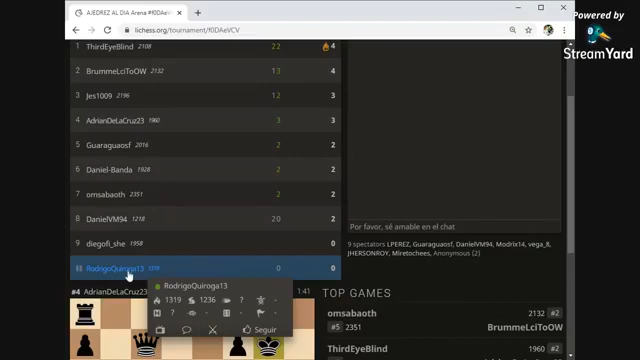 AJEDREZ AL DIA Arena #f0DAeV
lichess.org/tournament/f0DAeVCV
Powered by
StreamYard
1 ThirdEyeBlind 2108 22 4
2 BrummeLciToOW 2132 13 4
3 Jes1009 2196 12 3
4 AdrianDeLaCruz23 1960 3 3
5 Guaraguaosf 2016 2 2
6 Daniel-Banda 1928 2 2
7 omsabaoth 2351 2 2
8 DanielVM94 1218 20 2
9 diegofi_she 1958 0
RodrigoQuiroga13 1319 0 0
Por favor, sé amable en el chat
9 spectators LPEREZ, Guaraguaosf, DanielVM94, Modrix14, vega_8,
JHERSONROY, Miretochees, Anonymous (2)
RodrigoQuiroga13
1319 1236 ?
?
Seguir
#4 AdrianDeLaCruz23
1:41
TOP GAMES
omsabaoth 2132 #2
#5 2351 BrummeLciToOW
ThirdEyeBlind 1960 #2